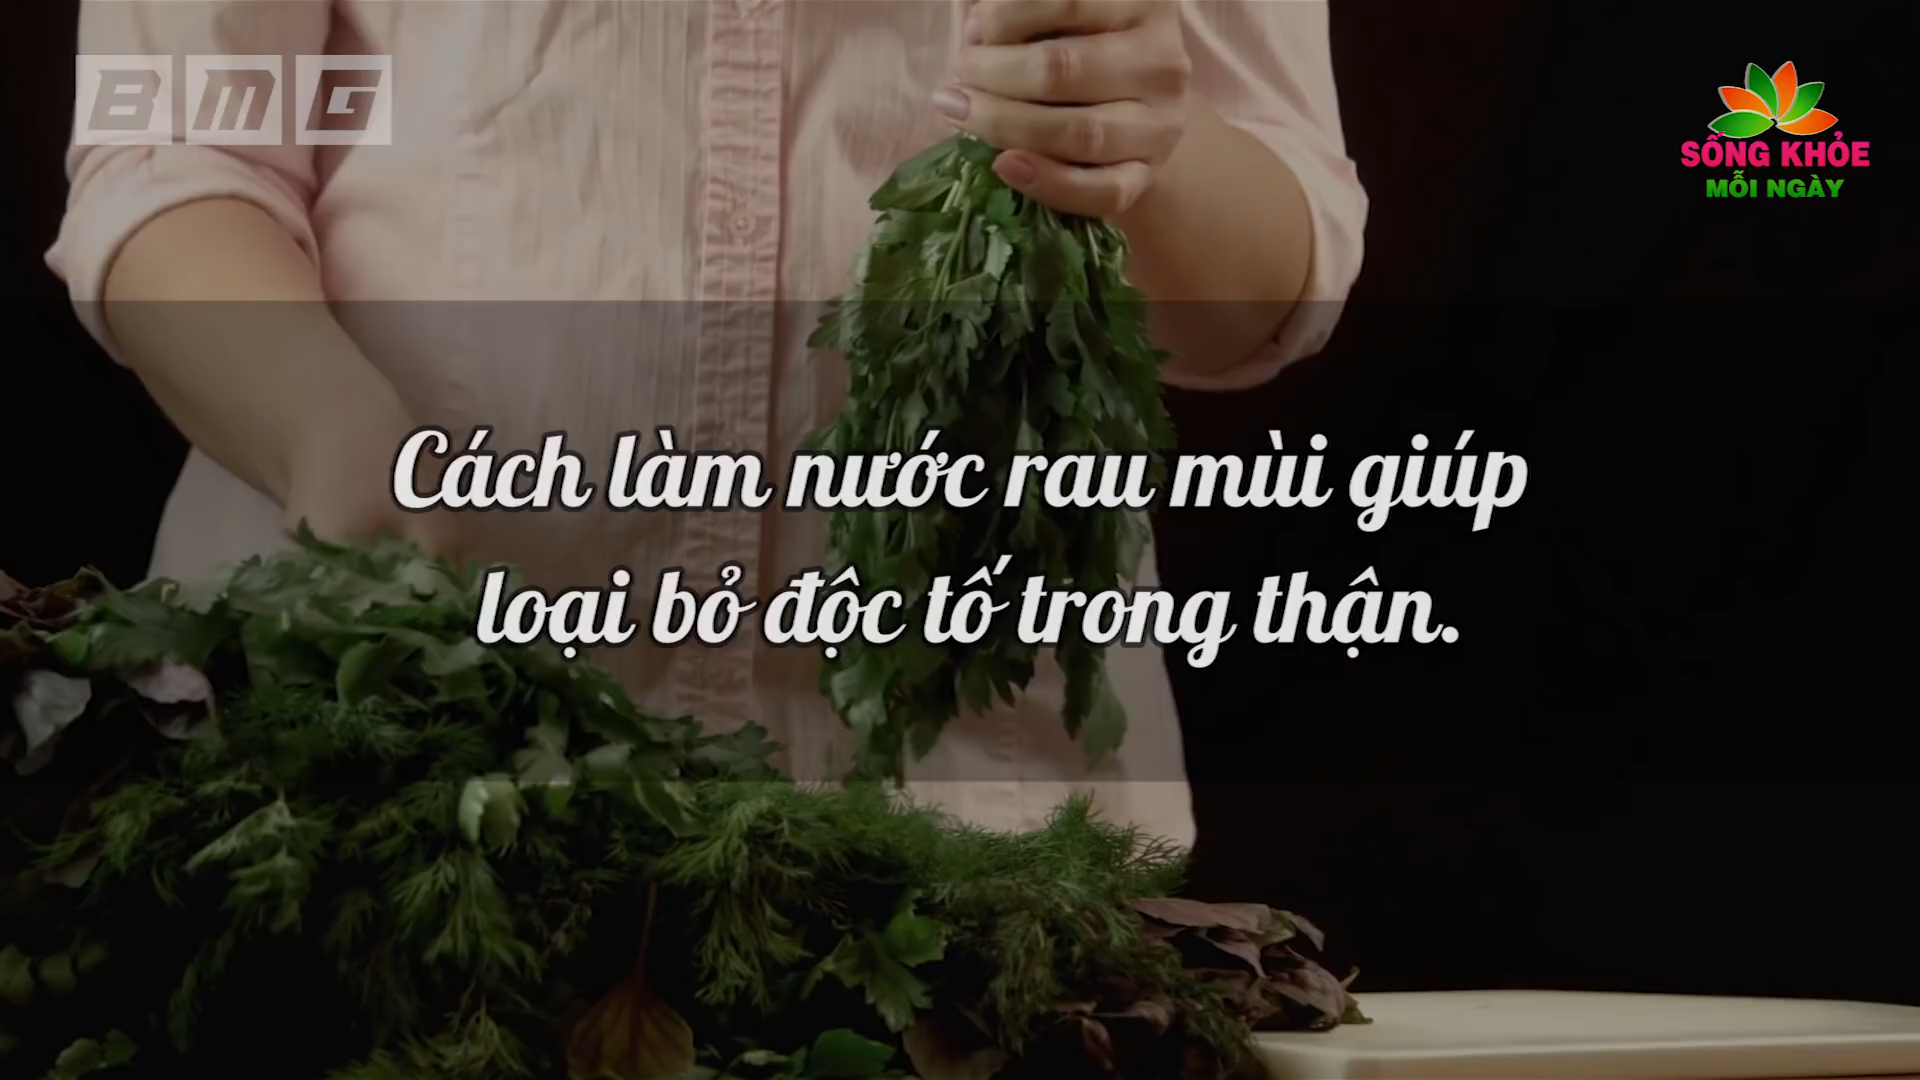 BMG
SỐNG KHỎE
MỖI NGÀY
Cách làm nước rau mùi giúp
loại bỏ độc tố trong thận.